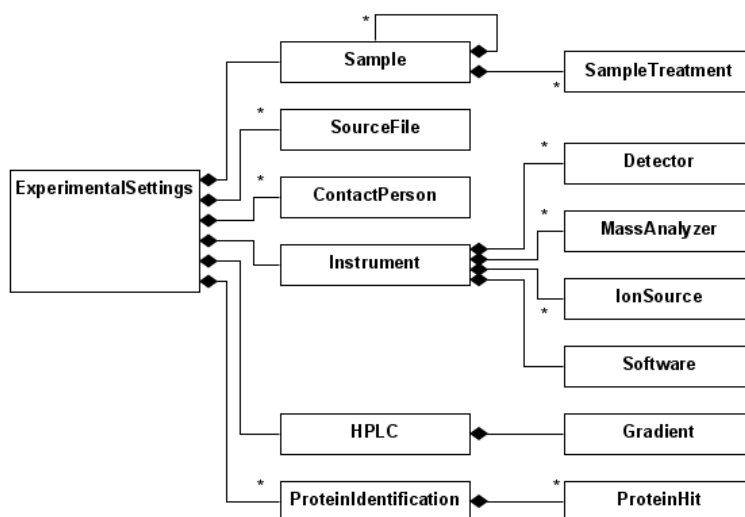 *
Sample
SampleTreatment
*
*
SourceFile
*
Detector
ExperimentalSettings
*
ContactPerson
*
MassAnalyzer
Instrument
IonSource
*
Software
HPLC
Gradient
*
ProteinIdentification
*
ProteinHit